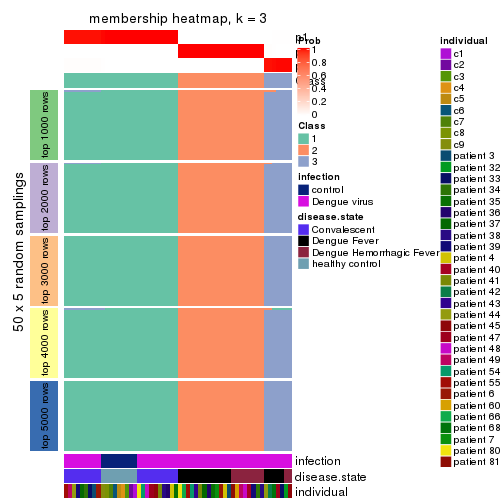 membership heatmap, k = 3
50 x 5 random samplings
top 1000 rows
top 2000 rows
top 3000 rows
top 4000 rows
top 5000 rows
p1
infection
disease.state
individual
Prob
1
0.8
0.6
0.4
0.2
0
Class
1
2
3
infection
control
Dengue virus
disease.state
Convalescent
Dengue Fever
Dengue Hemorrhagic Fever
healthy control
individual
c1
c2
c3
c4
c5
c6
c7
c8
c9
patient 3
patient 32
patient 33
patient 34
patient 35
patient 36
patient 37
patient 38
patient 39
patient 4
patient 40
patient 41
patient 42
patient 43
patient 44
patient 45
patient 47
patient 48
patient 49
patient 54
patient 55
patient 6
patient 60
patient 66
patient 68
patient 7
patient 80
patient 81